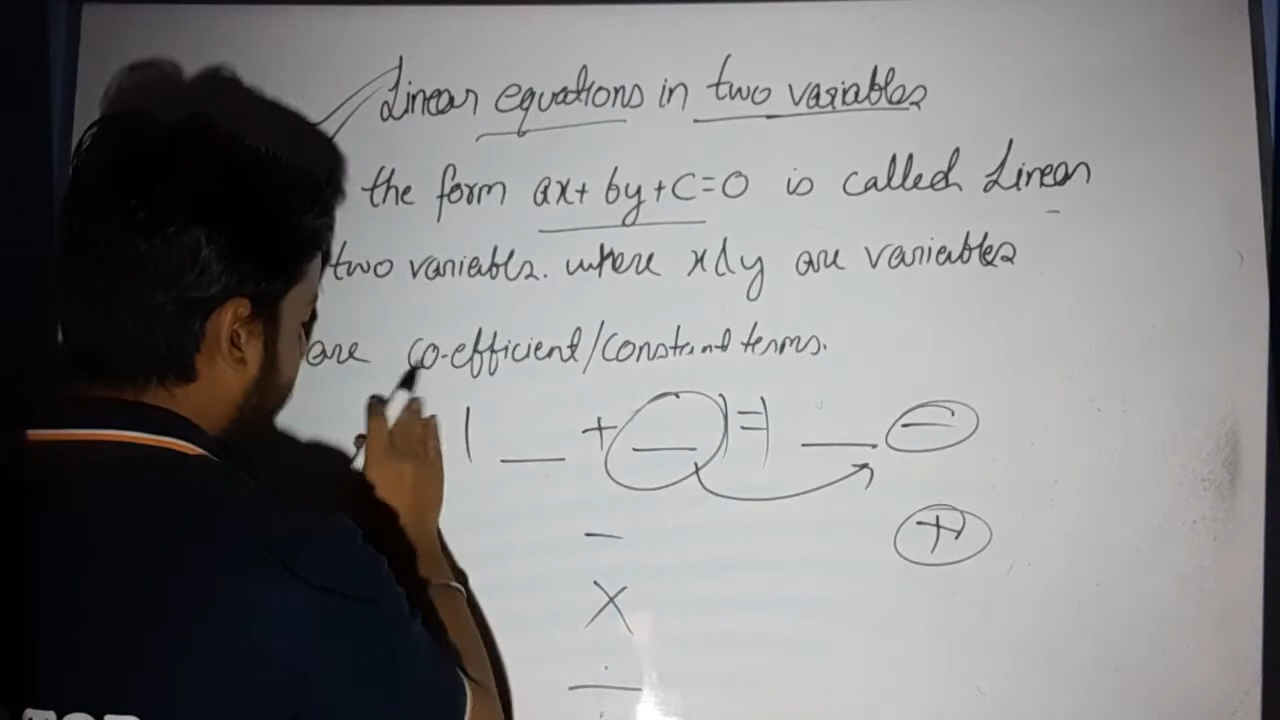 Linear equations in two variables
the form ax+by+c=0 is called Linear
two variables. where x & y are variables
are co-efficient/constant terms.
+ = −
+
−
×
÷